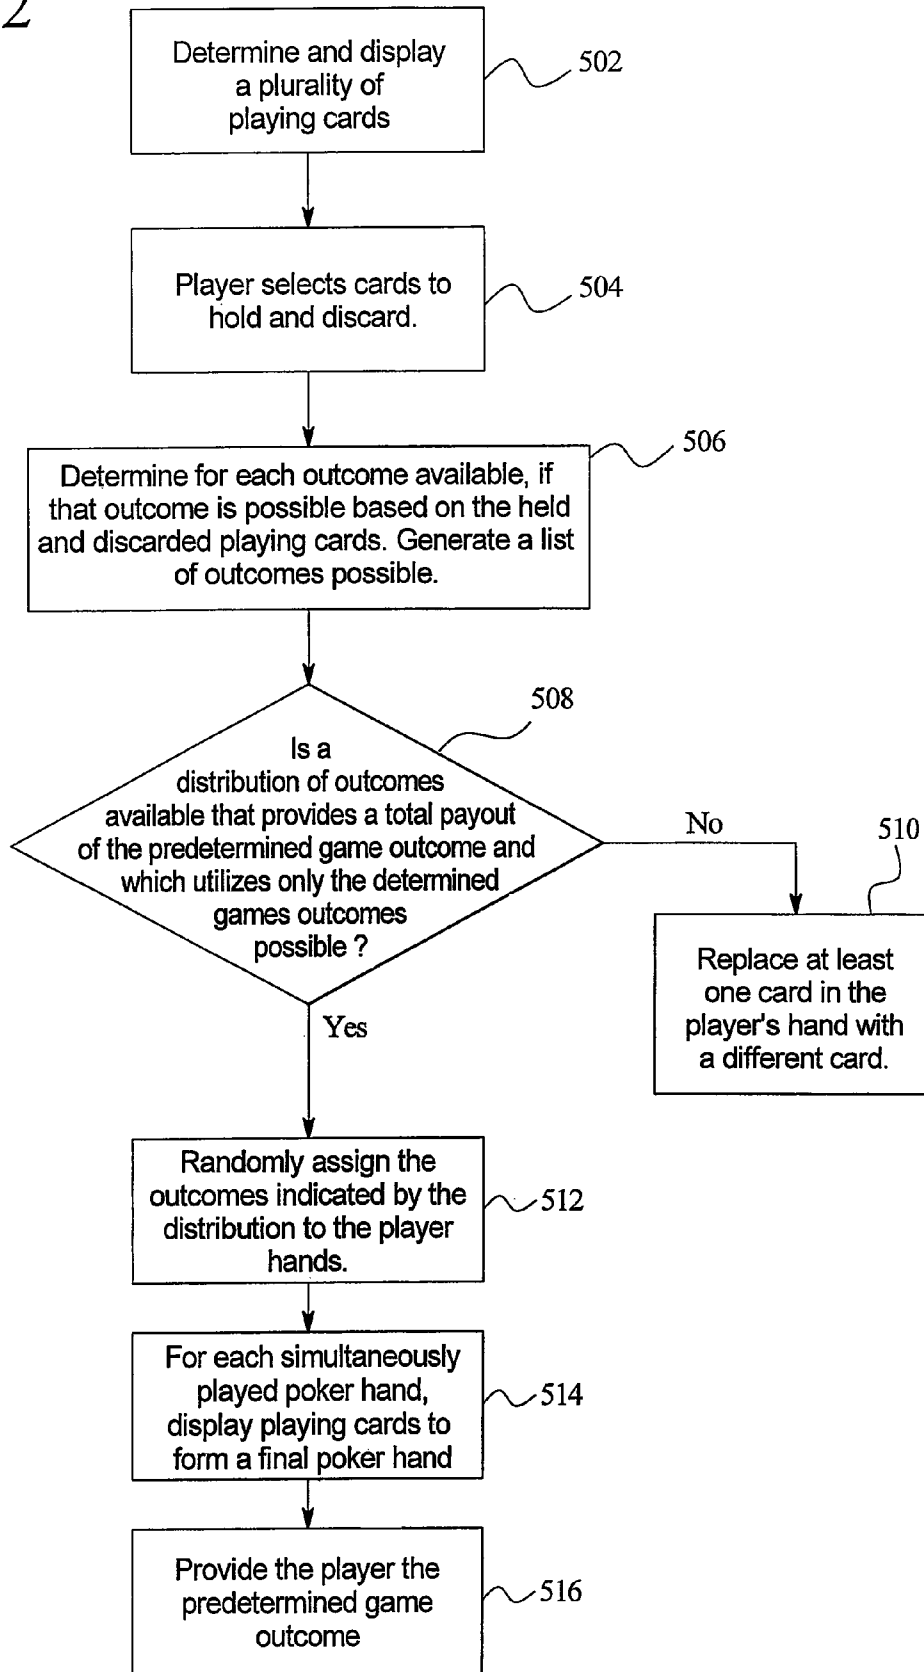 2
Determine and display
a plurality of
playing cards
502
Player selects cards to
hold and discard.
504
506
Determine for each outcome available, if
that outcome is possible based on the held
and discarded playing cards. Generate a list
of outcomes possible.
508
Is a
distribution of outcomes
available that provides a total payout
of the predetermined game outcome and
which utilizes only the determined
games outcomes
possible ?
No
510
Replace at least
one card in the
player's hand with
a different card.
Yes
Randomly assign the
outcomes indicated by the
distribution to the player
hands.
512
For each simultaneously
played poker hand,
display playing cards to
form a final poker hand
514
Provide the player the
predetermined game
outcome
516